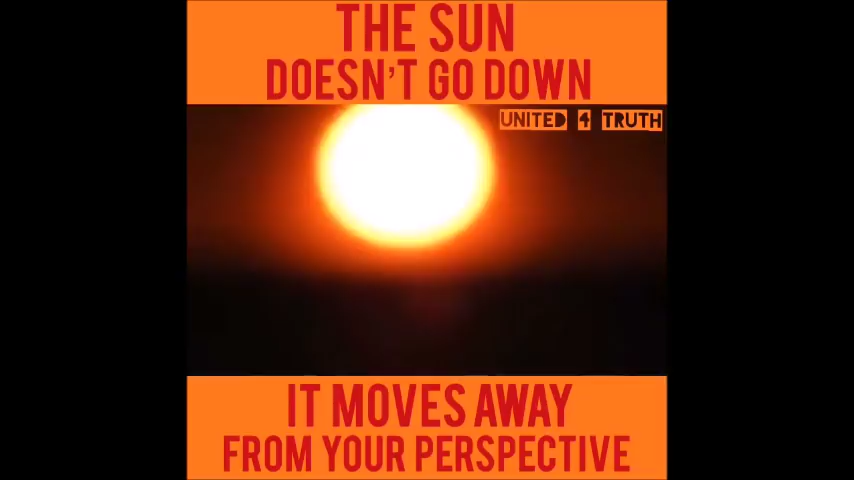 THE SUN
DOESN'T GO DOWN
UNITED 4 TRUTH
IT MOVES AWAY
FROM YOUR PERSPECTIVE